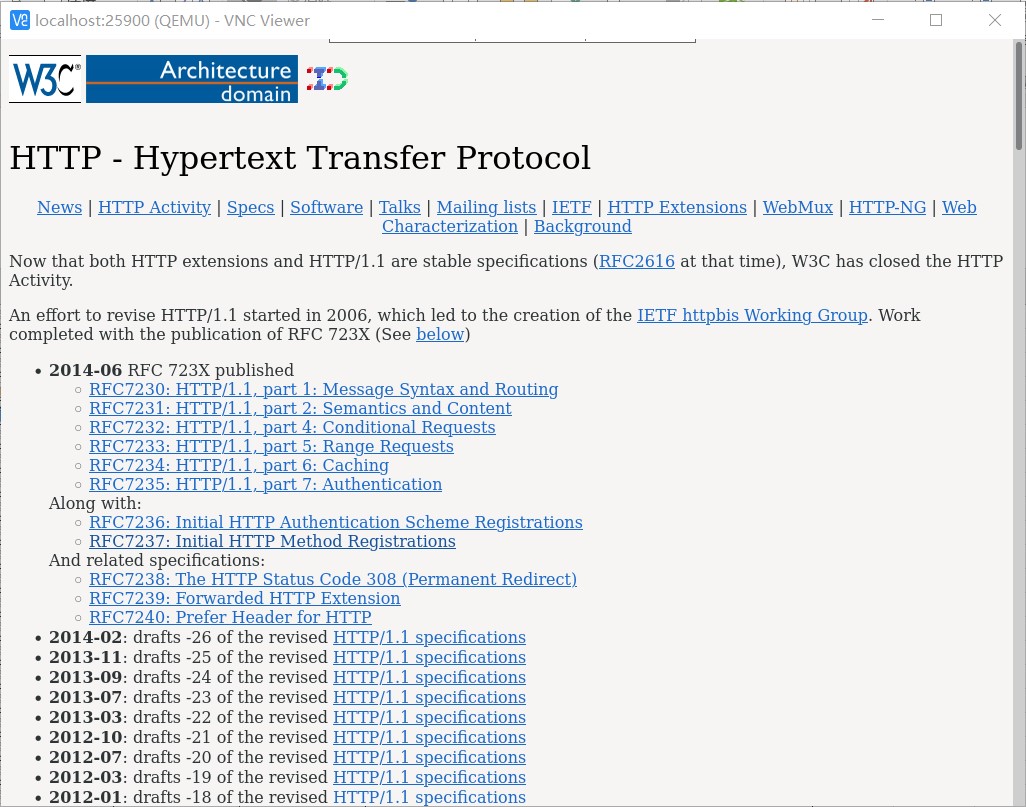 localhost:25900 (QEMU) - VNC Viewer
W3C® Architecture domain
HTTP - Hypertext Transfer Protocol
News | HTTP Activity | Specs | Software | Talks | Mailing lists | IETF | HTTP Extensions | WebMux | HTTP-NG | Web
Characterization | Background
Now that both HTTP extensions and HTTP/1.1 are stable specifications (RFC2616 at that time), W3C has closed the HTTP
Activity.
An effort to revise HTTP/1.1 started in 2006, which led to the creation of the IETF httpbis Working Group. Work
completed with the publication of RFC 723X (See below)
• 2014-06 RFC 723X published
◦ RFC7230: HTTP/1.1, part 1: Message Syntax and Routing
◦ RFC7231: HTTP/1.1, part 2: Semantics and Content
◦ RFC7232: HTTP/1.1, part 4: Conditional Requests
◦ RFC7233: HTTP/1.1, part 5: Range Requests
◦ RFC7234: HTTP/1.1, part 6: Caching
◦ RFC7235: HTTP/1.1, part 7: Authentication
Along with:
◦ RFC7236: Initial HTTP Authentication Scheme Registrations
◦ RFC7237: Initial HTTP Method Registrations
And related specifications:
◦ RFC7238: The HTTP Status Code 308 (Permanent Redirect)
◦ RFC7239: Forwarded HTTP Extension
◦ RFC7240: Prefer Header for HTTP
• 2014-02: drafts -26 of the revised HTTP/1.1 specifications
• 2013-11: drafts -25 of the revised HTTP/1.1 specifications
• 2013-09: drafts -24 of the revised HTTP/1.1 specifications
• 2013-07: drafts -23 of the revised HTTP/1.1 specifications
• 2013-03: drafts -22 of the revised HTTP/1.1 specifications
• 2012-10: drafts -21 of the revised HTTP/1.1 specifications
• 2012-07: drafts -20 of the revised HTTP/1.1 specifications
• 2012-03: drafts -19 of the revised HTTP/1.1 specifications
• 2012-01: drafts -18 of the revised HTTP/1.1 specifications